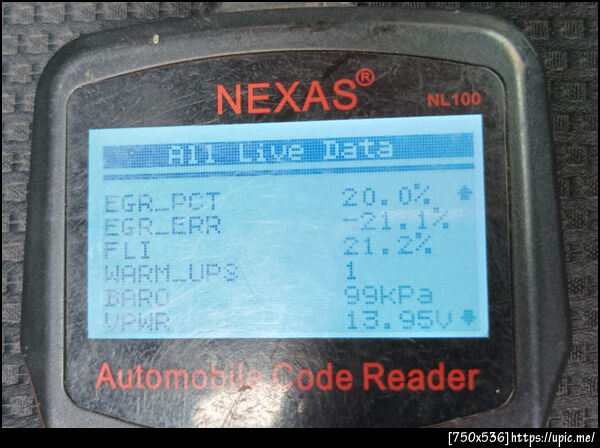 NEXAS®
NL100
All Live Data
EGR_PCT 20.0%
EGR_ERR -21.1%
FLI 21.2%
WARM_UPS 1
BARO 99kPa
VPWR 13.95V
Automobile Code Reader
[750x536]https://upic.me/